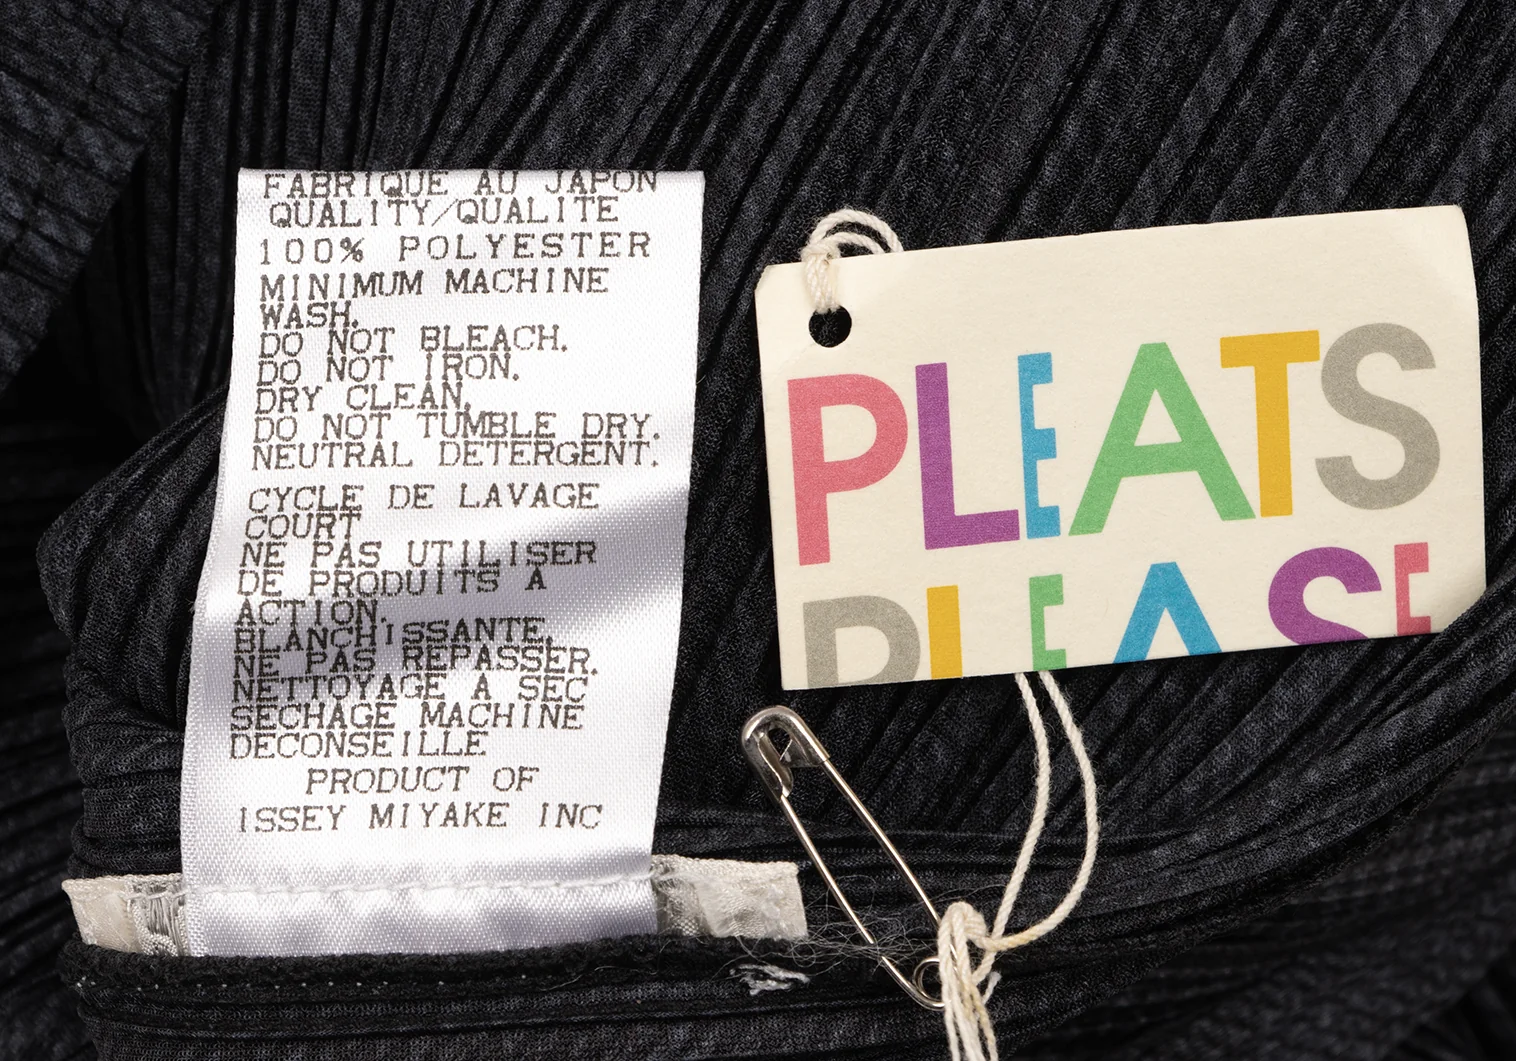 FABRIQUE AU JAPON
QUALITY/QUALITE
100% POLYESTER
MINIMUM MACHINE
WASH.
DO NOT BLEACH.
DO NOT IRON.
DRY CLEAN.
DO NOT TUMBLE DRY.
NEUTRAL DETERGENT.
CYCLE DE LAVAGE
COURT
NE PAS UTILISER
DE PRODUITS A
ACTION.
BLANCHISSANTE.
NE PAS REPASSER.
NETTOYAGE A SEC
SECHAGE MACHINE
DECONSEILLE
PRODUCT OF
ISSEY MIYAKE INC
PLEATS
PLEASE